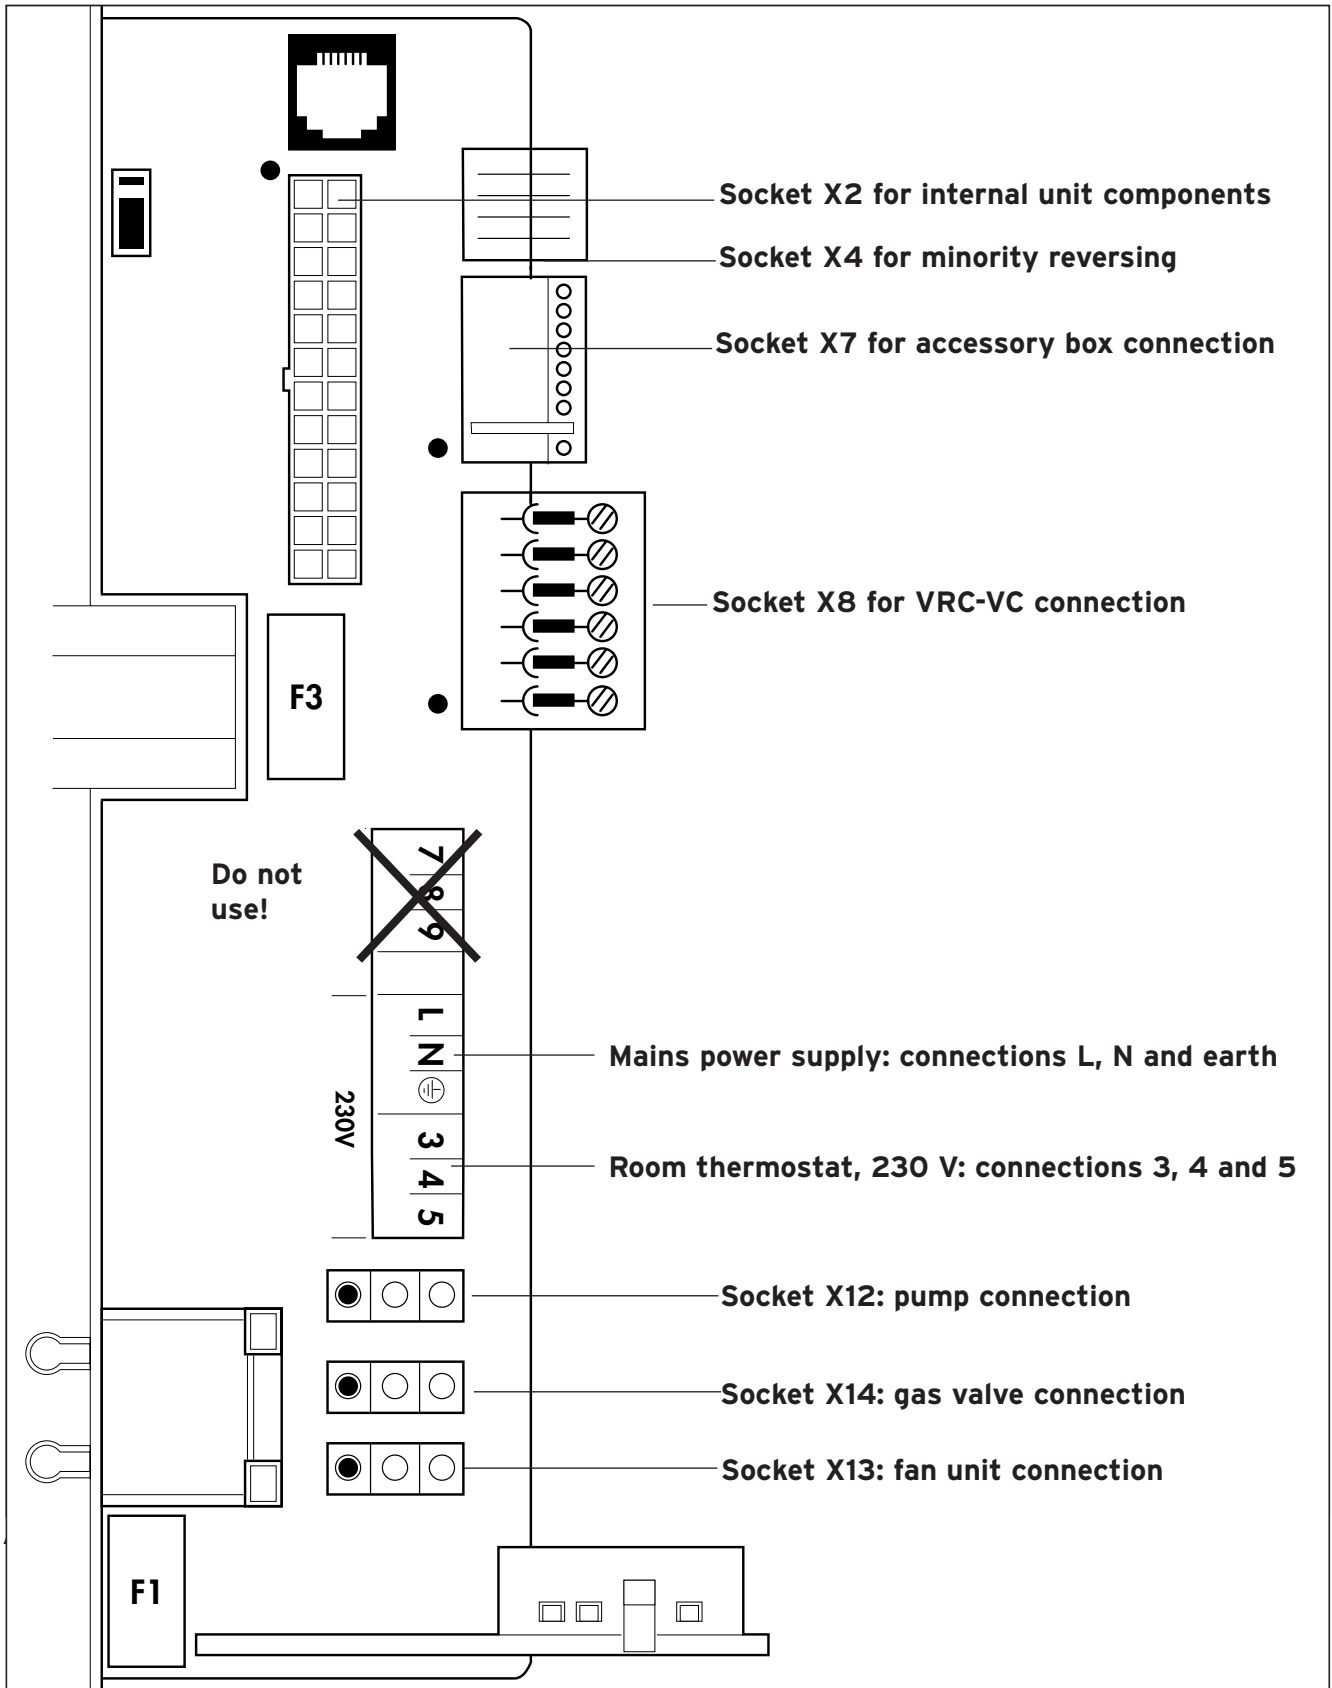 Socket X2 for internal unit components
Socket X4 for minority reversing
Socket X7 for accessory box connection
Socket X8 for VRC-VC connection
F3
Do not
use!
7
8
9
L
N
230V
3
4
5
Mains power supply: connections L, N and earth
Room thermostat, 230 V: connections 3, 4 and 5
Socket X12: pump connection
Socket X14: gas valve connection
Socket X13: fan unit connection
F1